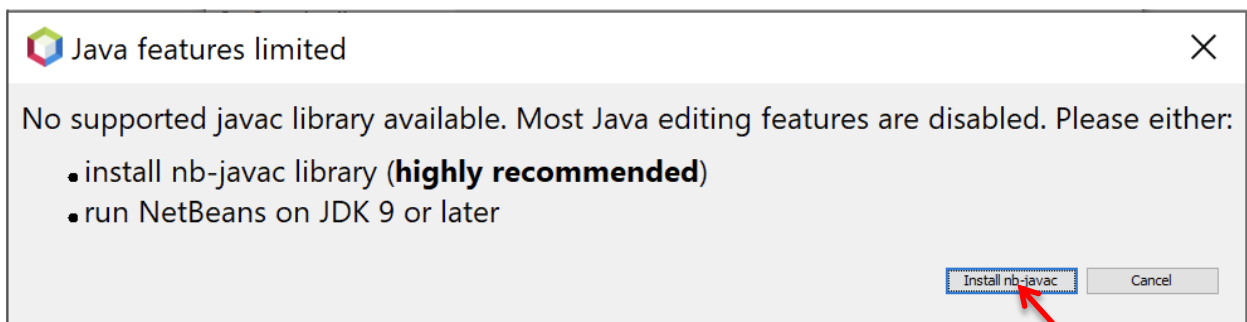 Java features limited
No supported javac library available. Most Java editing features are disabled. Please either:
install nb-javac library (highly recommended)
run NetBeans on JDK 9 or later
Install nb-javac Cancel